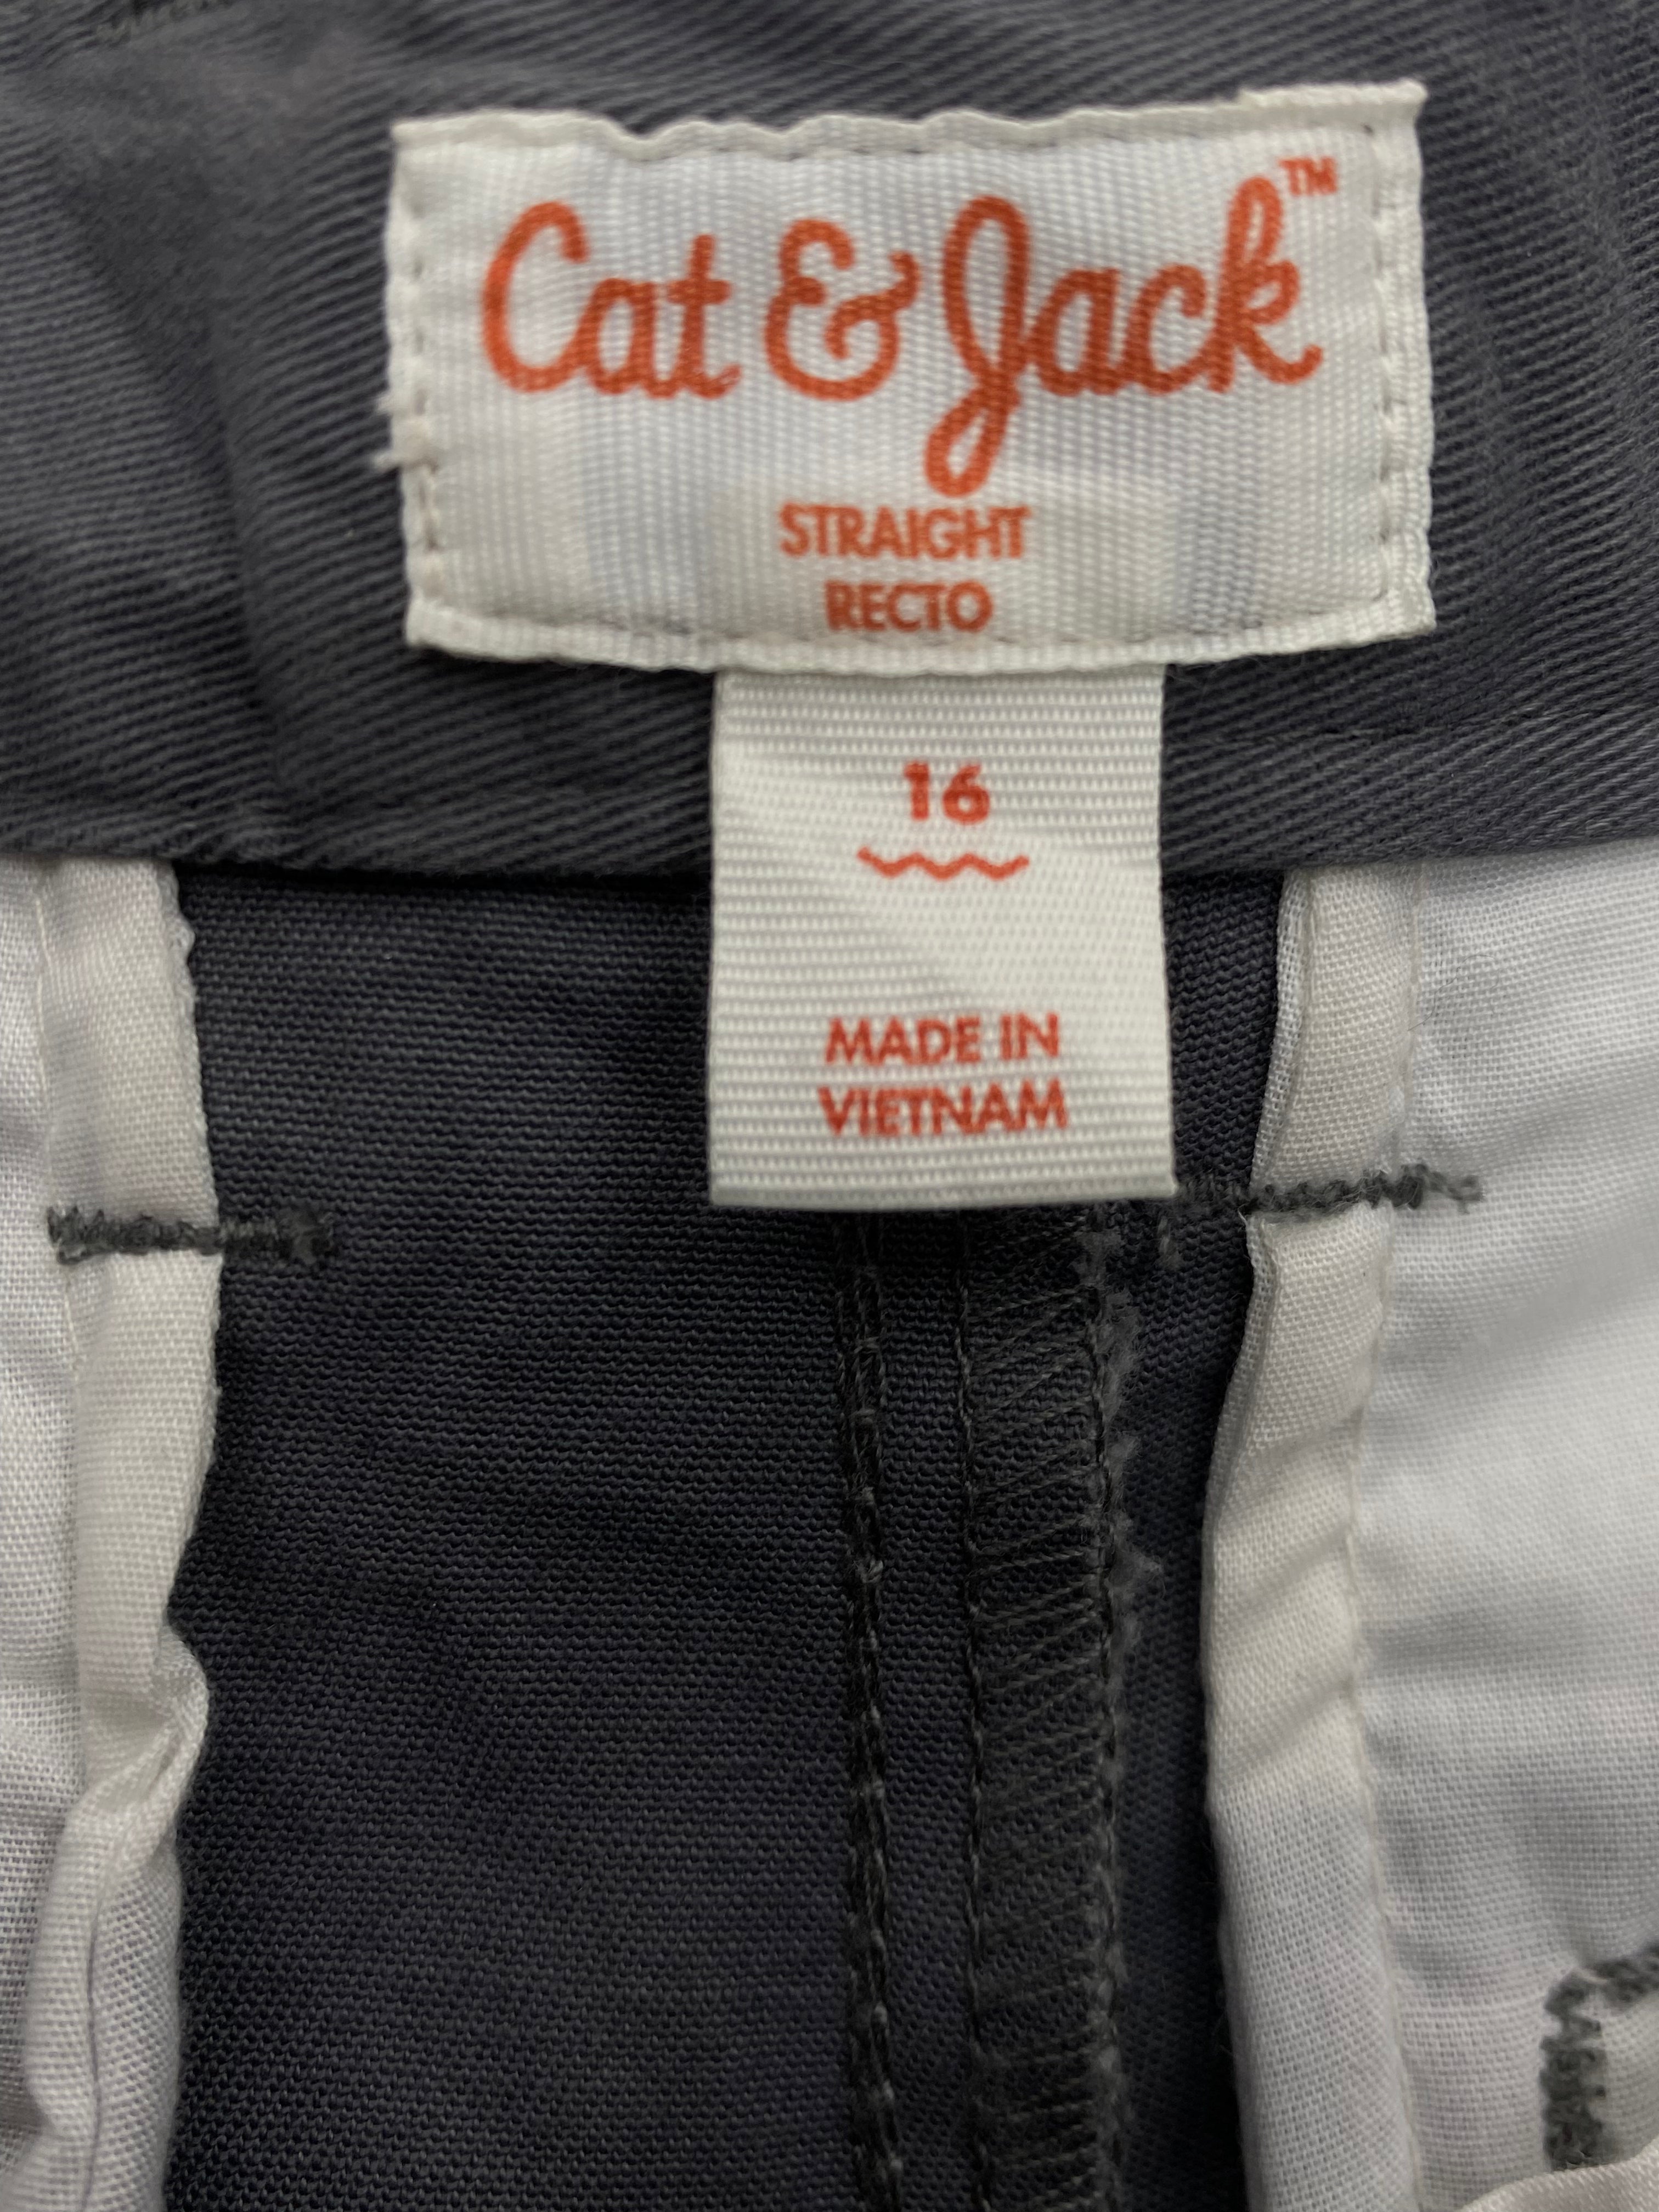 Cat & Jack™
STRAIGHT
RECTO
16
MADE IN
VIETNAM